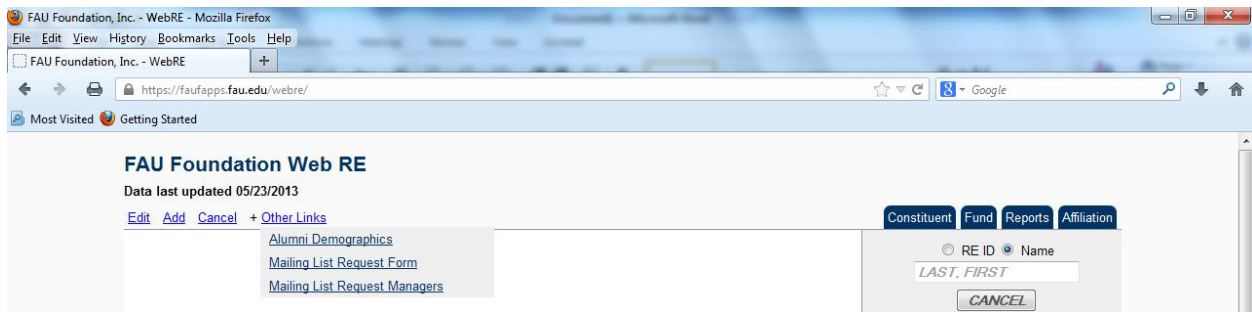 FAU Foundation, Inc. - WebRE - Mozilla Firefox
File Edit View History Bookmarks Tools Help
FAU Foundation, Inc. - WebRE +
https://faufapps.fau.edu/webre/ Google
Most Visited Getting Started
FAU Foundation Web RE
Data last updated 05/23/2013
Edit Add Cancel + Other Links Constituent Fund Reports Affiliation
Alumni Demographics
RE ID Name
Mailing List Request Form
LAST, FIRST
Mailing List Request Managers
CANCEL